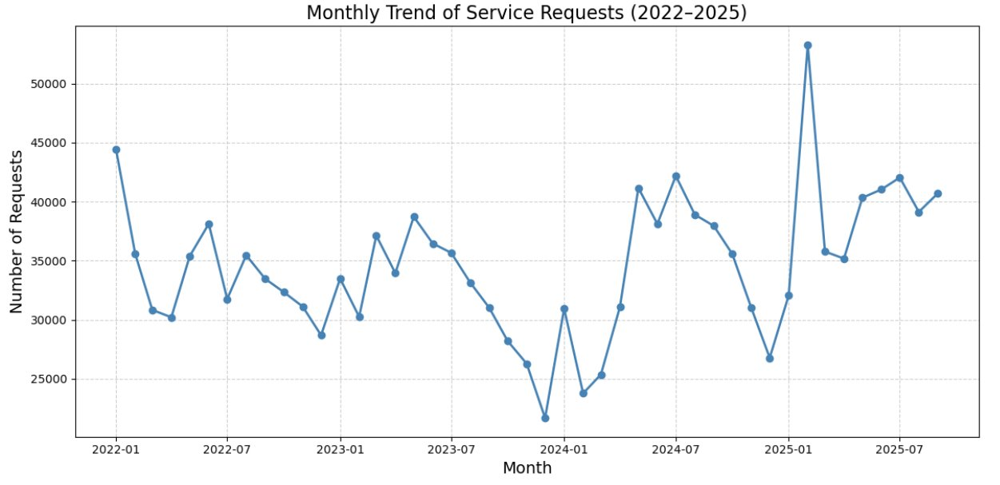 Monthly Trend of Service Requests (2022–2025)
Number of Requests
50000
45000
40000
35000
30000
25000
2022-01 2022-07 2023-01 2023-07 2024-01 2024-07 2025-01 2025-07
Month